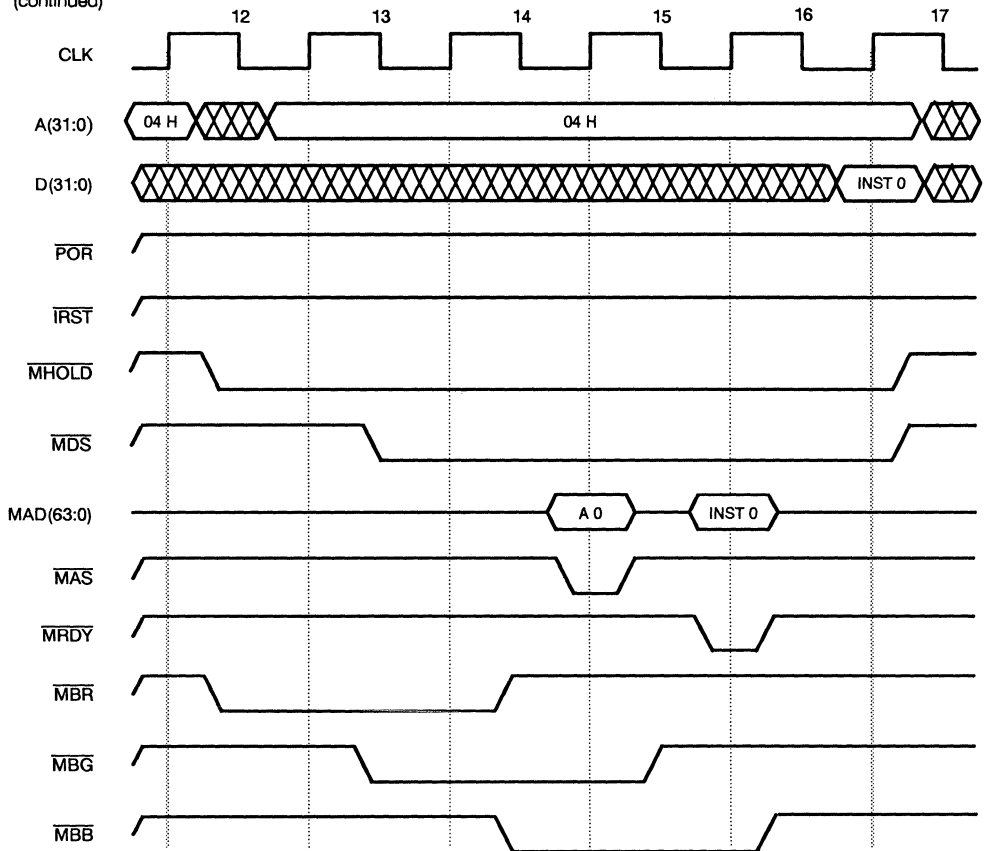 (continued)
12 13 14 15 16 17
CLK
A(31:0) 04 H 04 H
D(31:0) INST 0
POR
IRST
MHOLD
MDS
MAD(63:0) A 0 INST 0
MAS
MRDY
MBR
MBG
MBB